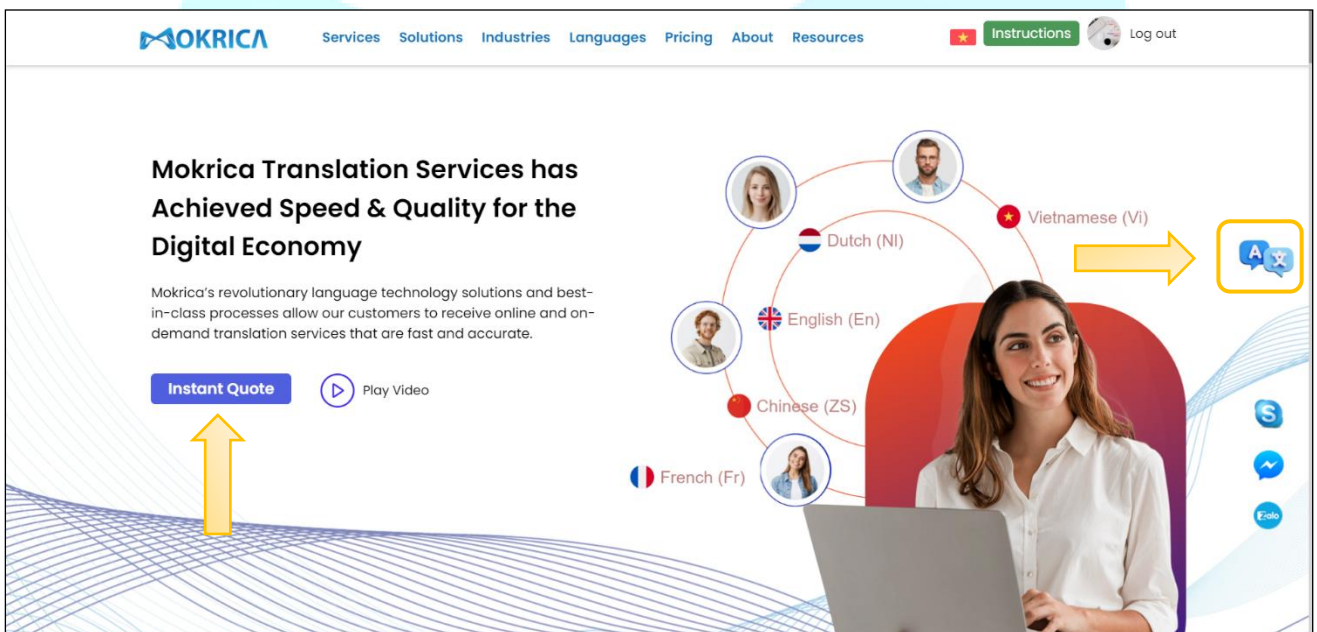 MOKRICA
Services Solutions Industries Languages Pricing About Resources
Instructions
Log out
Mokrica Translation Services has
Achieved Speed & Quality for the
Digital Economy
Mokrica's revolutionary language technology solutions and best-
in-class processes allow our customers to receive online and on-
demand translation services that are fast and accurate.
Instant Quote
Play Video
Vietnamese (Vi)
Dutch (Nl)
English (En)
Chinese (ZS)
French (Fr)
A 文
S
Zalo